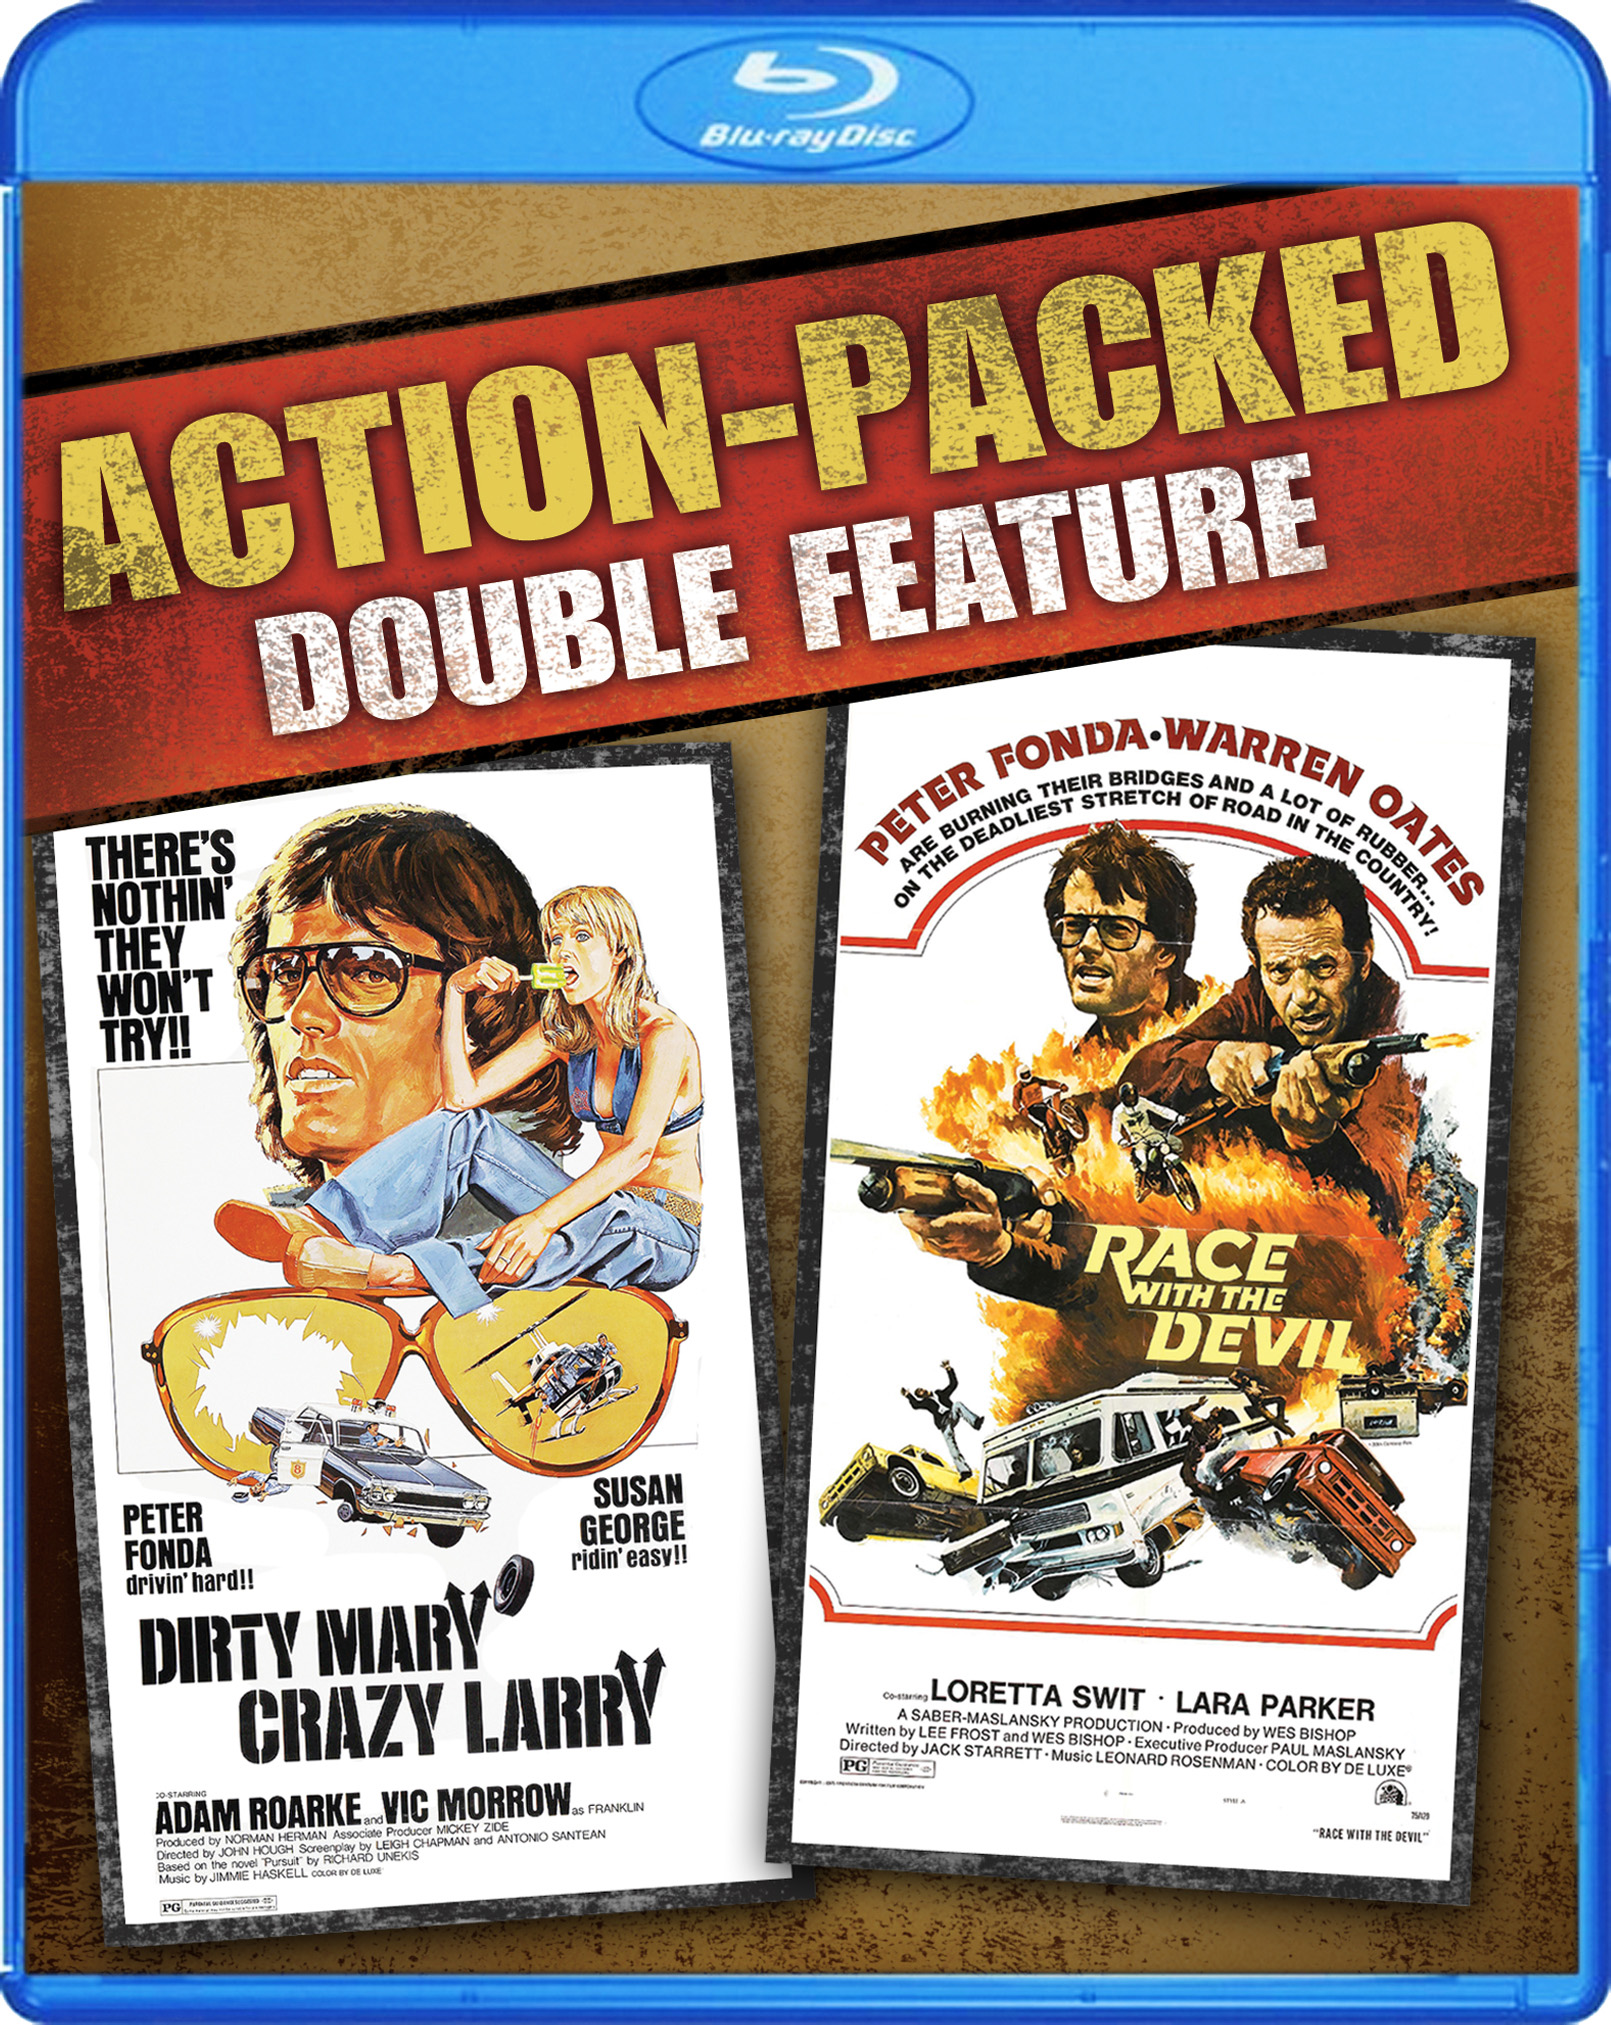 Blu-ray Disc
ACTION-PACKED
DOUBLE FEATURE
THERE'S
NOTHIN'
THEY
WON'T
TRY!!
8
PETER
FONDA
drivin' hard!!
SUSAN
GEORGE
ridin' easy!!
DIRTY MARY
CRAZY LARRY
CO-STARRING
ADAM ROARKE and VIC MORROW as FRANKLIN
Produced by NORMAN HERMAN Associate Producer MICKEY ZIDE
Directed by JOHN HOUGH Screenplay by LEIGH CHAPMAN and ANTONIO SANTEAN
Based on the novel "Pursuit" by RICHARD UNEKIS
Music by JIMMIE HASKELL COLOR BY DE LUXE®
PG
PETER FONDA·WARREN OATES
ARE BURNING THEIR BRIDGES AND A LOT OF RUBBER...
ON THE DEADLIEST STRETCH OF ROAD IN THE COUNTRY!
RACE
WITH THE
DEVIL
Co-starring LORETTA SWIT · LARA PARKER
A SABER-MASLANSKY PRODUCTION · Produced by WES BISHOP
Written by LEE FROST and WES BISHOP · Executive Producer PAUL MASLANSKY
Directed by JACK STARRETT · Music LEONARD ROSENMAN · COLOR BY DE LUXE®
PG
75/129
"RACE WITH THE DEVIL"